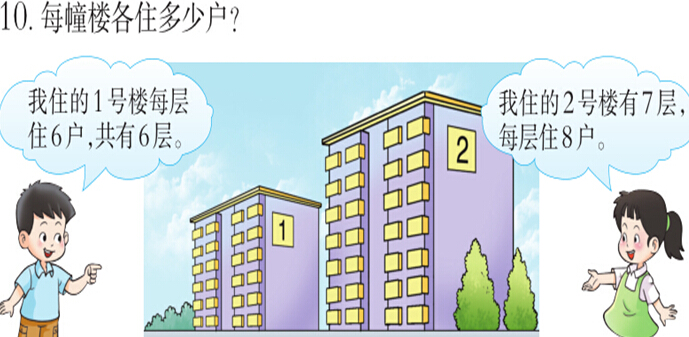 10. 每幢楼各住多少户?
我住的1号楼每层
住6户,共有6层。
我住的2号楼有7层,
每层住8户。
1
2